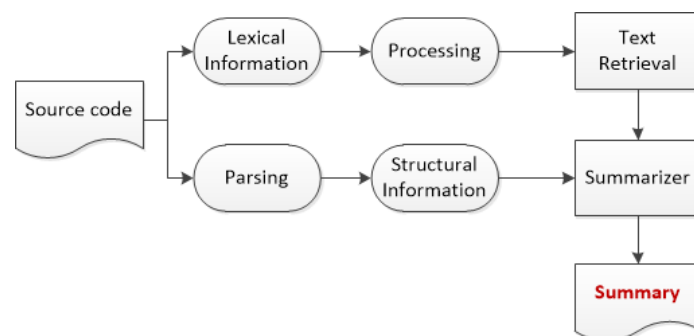 Lexical
Information
Processing
Text
Retrieval
Source code
Parsing
Structural
Information
Summarizer
Summary